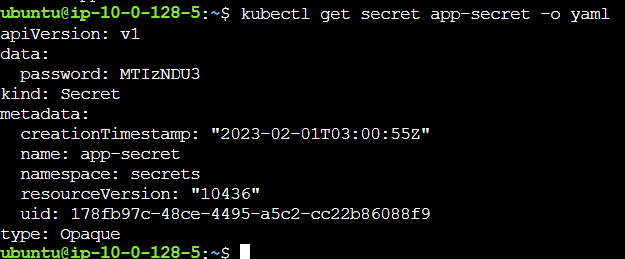 ubuntu@ip-10-0-128-5:~$ kubectl get secret app-secret -o yaml
apiVersion: v1
data:
  password: MTIzNDU3
kind: Secret
metadata:
  creationTimestamp: "2023-02-01T03:00:55Z"
  name: app-secret
  namespace: secrets
  resourceVersion: "10436"
  uid: 178fb97c-48ce-4495-a5c2-cc22b86088f9
type: Opaque
ubuntu@ip-10-0-128-5:~$